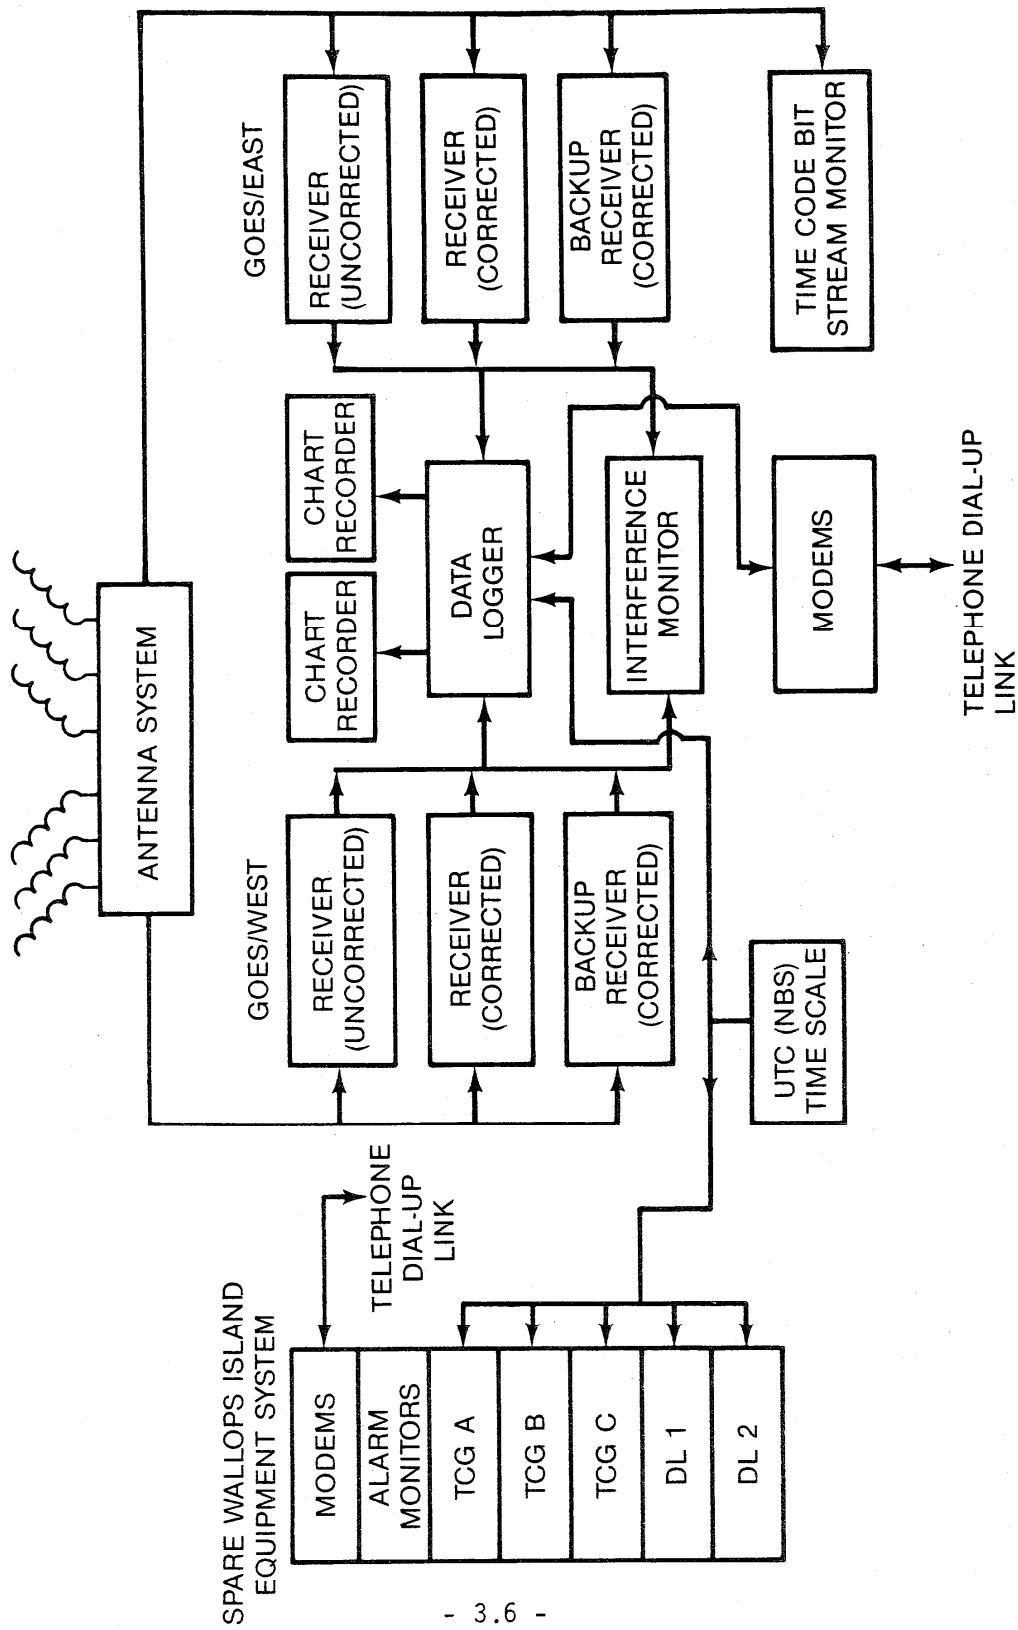 SPARE WALLOPS ISLAND
EQUIPMENT SYSTEM
MODEMS
ALARM
MONITORS
TCG A
TCG B
TCG C
DL 1
DL 2
TELEPHONE
DIAL-UP
LINK
ANTENNA SYSTEM
GOES/WEST
RECEIVER
(UNCORRECTED)
RECEIVER
(CORRECTED)
BACKUP
RECEIVER
(CORRECTED)
UTC (NBS)
TIME SCALE
CHART
RECORDER
CHART
RECORDER
DATA
LOGGER
INTERFERENCE
MONITOR
MODEMS
TELEPHONE DIAL-UP
LINK
GOES/EAST
RECEIVER
(UNCORRECTED)
RECEIVER
(CORRECTED)
BACKUP
RECEIVER
(CORRECTED)
TIME CODE BIT
STREAM MONITOR
- 3.6 -